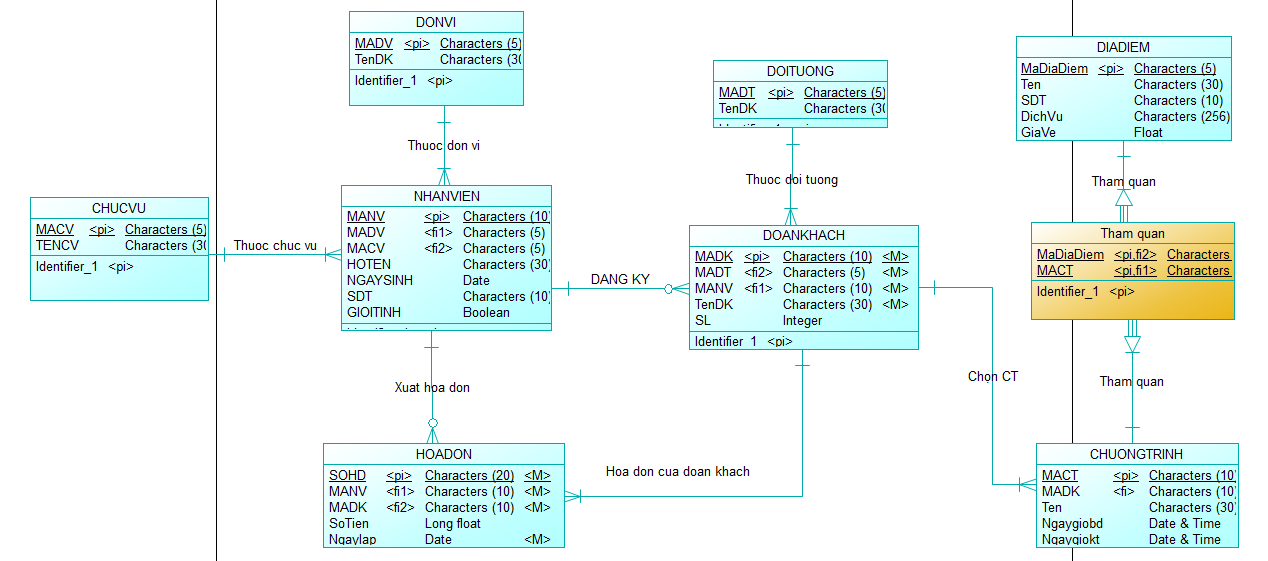 DONVI
MADV <pi> Characters (5)
TenDK Characters (30
Identifier_1 <pi>
Thuoc don vi
DOITUONG
MADT <pi> Characters (5)
TenDK Characters (30
Thuoc doi tuong
DIADIEM
MaDiaDiem <pi> Characters (5)
Ten Characters (30)
SDT Characters (10)
DichVu Characters (256)
GiaVe Float
Tham quan
CHUCVU
MACV <pi> Characters (5)
TENCV Characters (30
Identifier_1 <pi>
Thuoc chuc vu
NHANVIEN
MANV <pi> Characters (10)
MADV <fi1> Characters (5)
MACV <fi2> Characters (5)
HOTEN Characters (30)
NGAYSINH Date
SDT Characters (10)
GIOITINH Boolean
DANG KY
DOANKHACH
MADK <pi> Characters (10) <M>
MADT <fi2> Characters (5) <M>
MANV <fi1> Characters (10) <M>
TenDK Characters (30) <M>
SL Integer
Identifier_1 <pi>
Tham quan
MaDiaDiem <pi,fi2> Characters
MACT <pi,fi1> Characters
Identifier_1 <pi>
Xuat hoa don
Chọn CT
Tham quan
HOADON
SOHD <pi> Characters (20) <M>
MANV <fi1> Characters (10) <M>
MADK <fi2> Characters (10) <M>
SoTien Long float
Ngaylap Date <M>
Hoa don cua doan khach
CHUONGTRINH
MACT <pi> Characters (10)
MADK <fi> Characters (10)
Ten Characters (30)
Ngaygiobd Date & Time
Ngaygiokt Date & Time